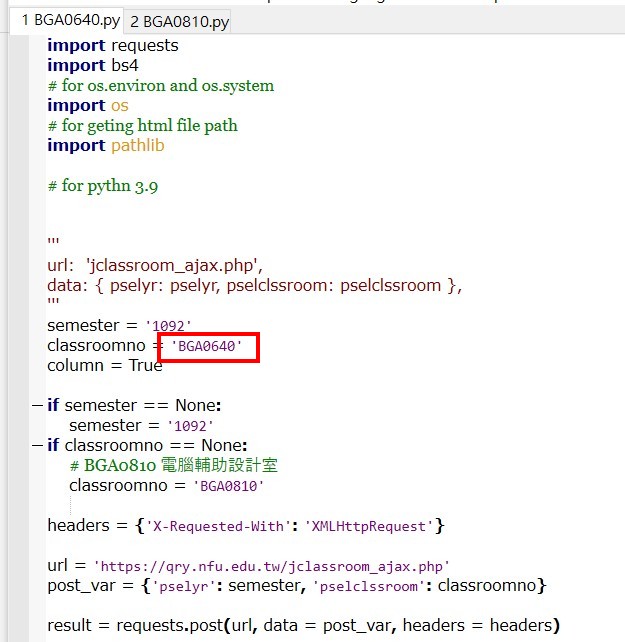 1 BGA0640.py 2 BGA0810.py
import requests
import bs4
# for os.environ and os.system
import os
# for geting html file path
import pathlib
# for pythn 3.9
'''
url: 'jclassroom_ajax.php',
data: { pselyr: pselyr, pselclssroom: pselclssroom },
'''
semester = '1092'
classroomno = 'BGA0640'
column = True
if semester == None:
semester = '1092'
if classroomno == None:
# BGA0810 電腦輔助設計室
classroomno = 'BGA0810'
headers = {'X-Requested-With': 'XMLHttpRequest'}
url = 'https://qry.nfu.edu.tw/jclassroom_ajax.php'
post_var = {'pselyr': semester, 'pselclssroom': classroomno}
result = requests.post(url, data = post_var, headers = headers)